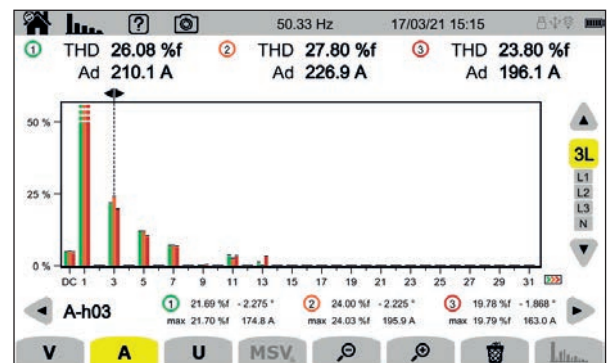 ? 50.33 Hz 17/03/21 15:15
1 THD 26.08 %f 2 THD 27.80 %f 3 THD 23.80 %f
Ad 210.1 A Ad 226.9 A Ad 196.1 A
50 %
25 %
0 %
DC 1 3 5 7 9 11 13 15 17 19 21 23 25 27 29 31
3L
L1
L2
L3
N
A-h03
1 21.69 %f - 2.275 ° 2 24.00 %f - 2.225 ° 3 19.78 %f - 1.868 °
max 21.70 %f 174.8 A max 24.03 %f 195.9 A max 19.79 %f 163.0 A
V A U MSV